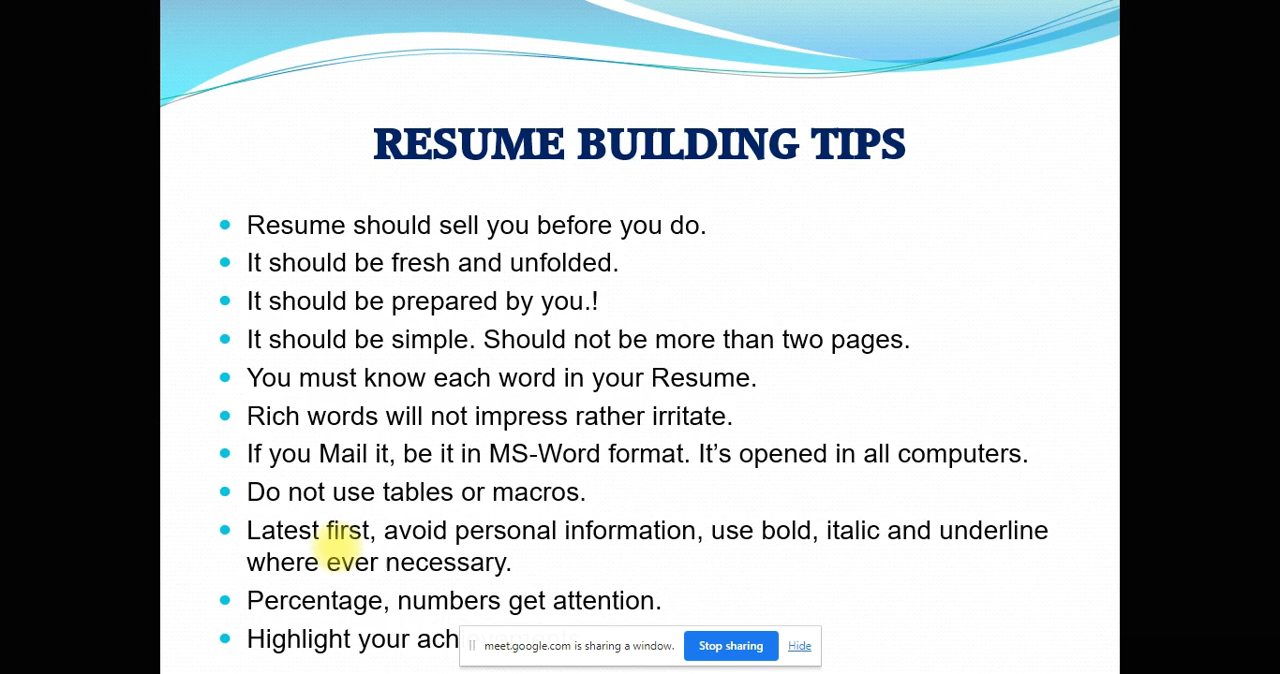 RESUME BUILDING TIPS
Resume should sell you before you do.
It should be fresh and unfolded.
It should be prepared by you.!
It should be simple. Should not be more than two pages.
You must know each word in your Resume.
Rich words will not impress rather irritate.
If you Mail it, be it in MS-Word format. It’s opened in all computers.
Do not use tables or macros.
Latest first, avoid personal information, use bold, italic and underline
where ever necessary.
Percentage, numbers get attention.
Highlight your
meet.google.com is sharing a window. Stop sharing Hide